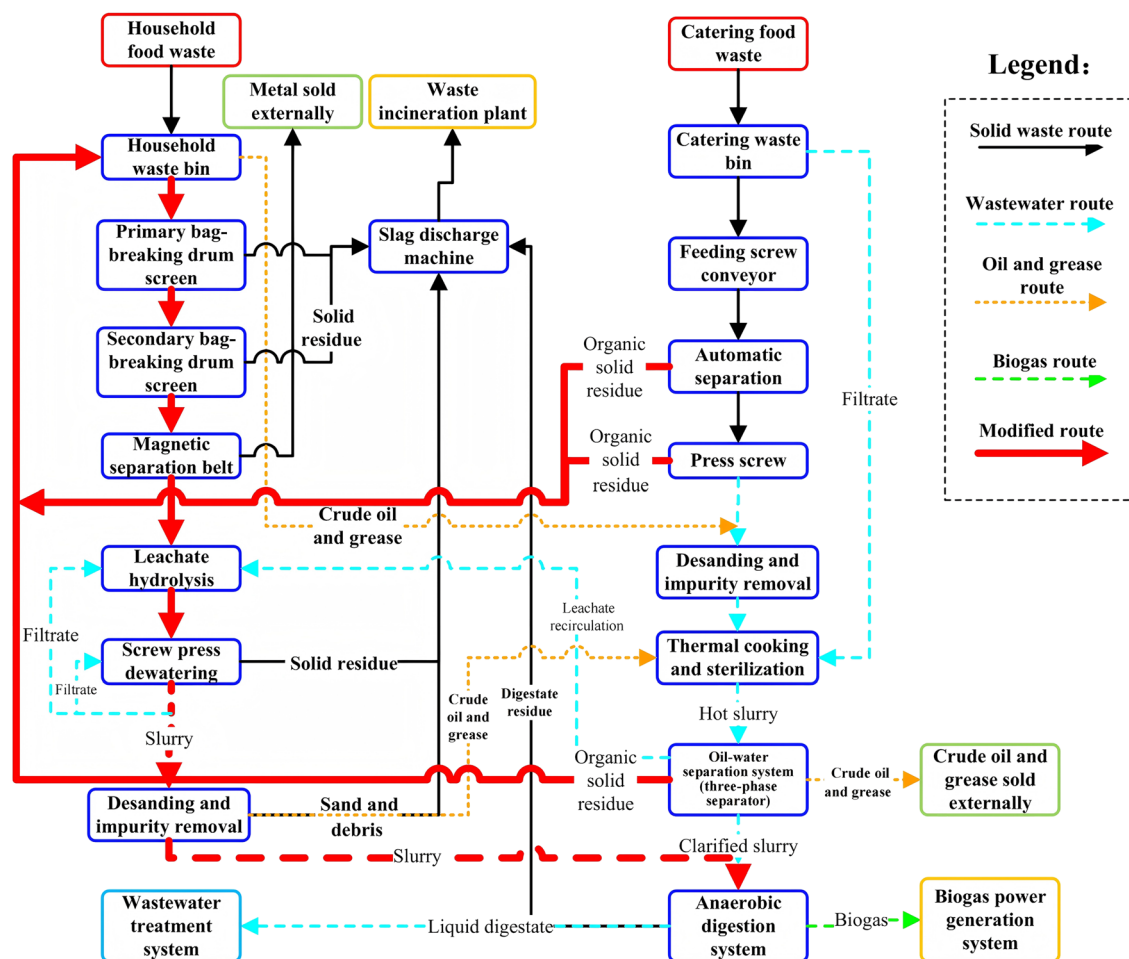 Household
food waste
Catering food
waste
Legend：
Metal sold
externally
Waste
incineration plant
Solid waste route
Household
waste bin
Catering waste
bin
Wastewater route
Primary bag-
breaking drum
screen
Slag discharge
machine
Feeding screw
conveyor
Oil and grease
route
Solid
residue
Secondary bag-
breaking drum
screen
Organic
solid
residue
Automatic
separation
Filtrate
Biogas route
Magnetic
separation belt
Organic
solid
residue
Press screw
Modified route
Crude oil
and grease
Leachate
hydrolysis
Desanding and
impurity removal
Leachate
recirculation
Filtrate
Screw press
dewatering
Solid residue
Thermal cooking
and sterilization
Filtrate
Crude oil and
grease
Digestate
residue
Hot slurry
Slurry
Organic
solid
residue
Oil-water
separation system
(three-phase
separator)
Crude oil
and grease
Crude oil and
grease sold
externally
Desanding and
impurity removal
Sand and
debris
Slurry
Clarified slurry
Wastewater
treatment
system
Liquid digestate
Anaerobic
digestion
system
Biogas
Biogas power
generation
system